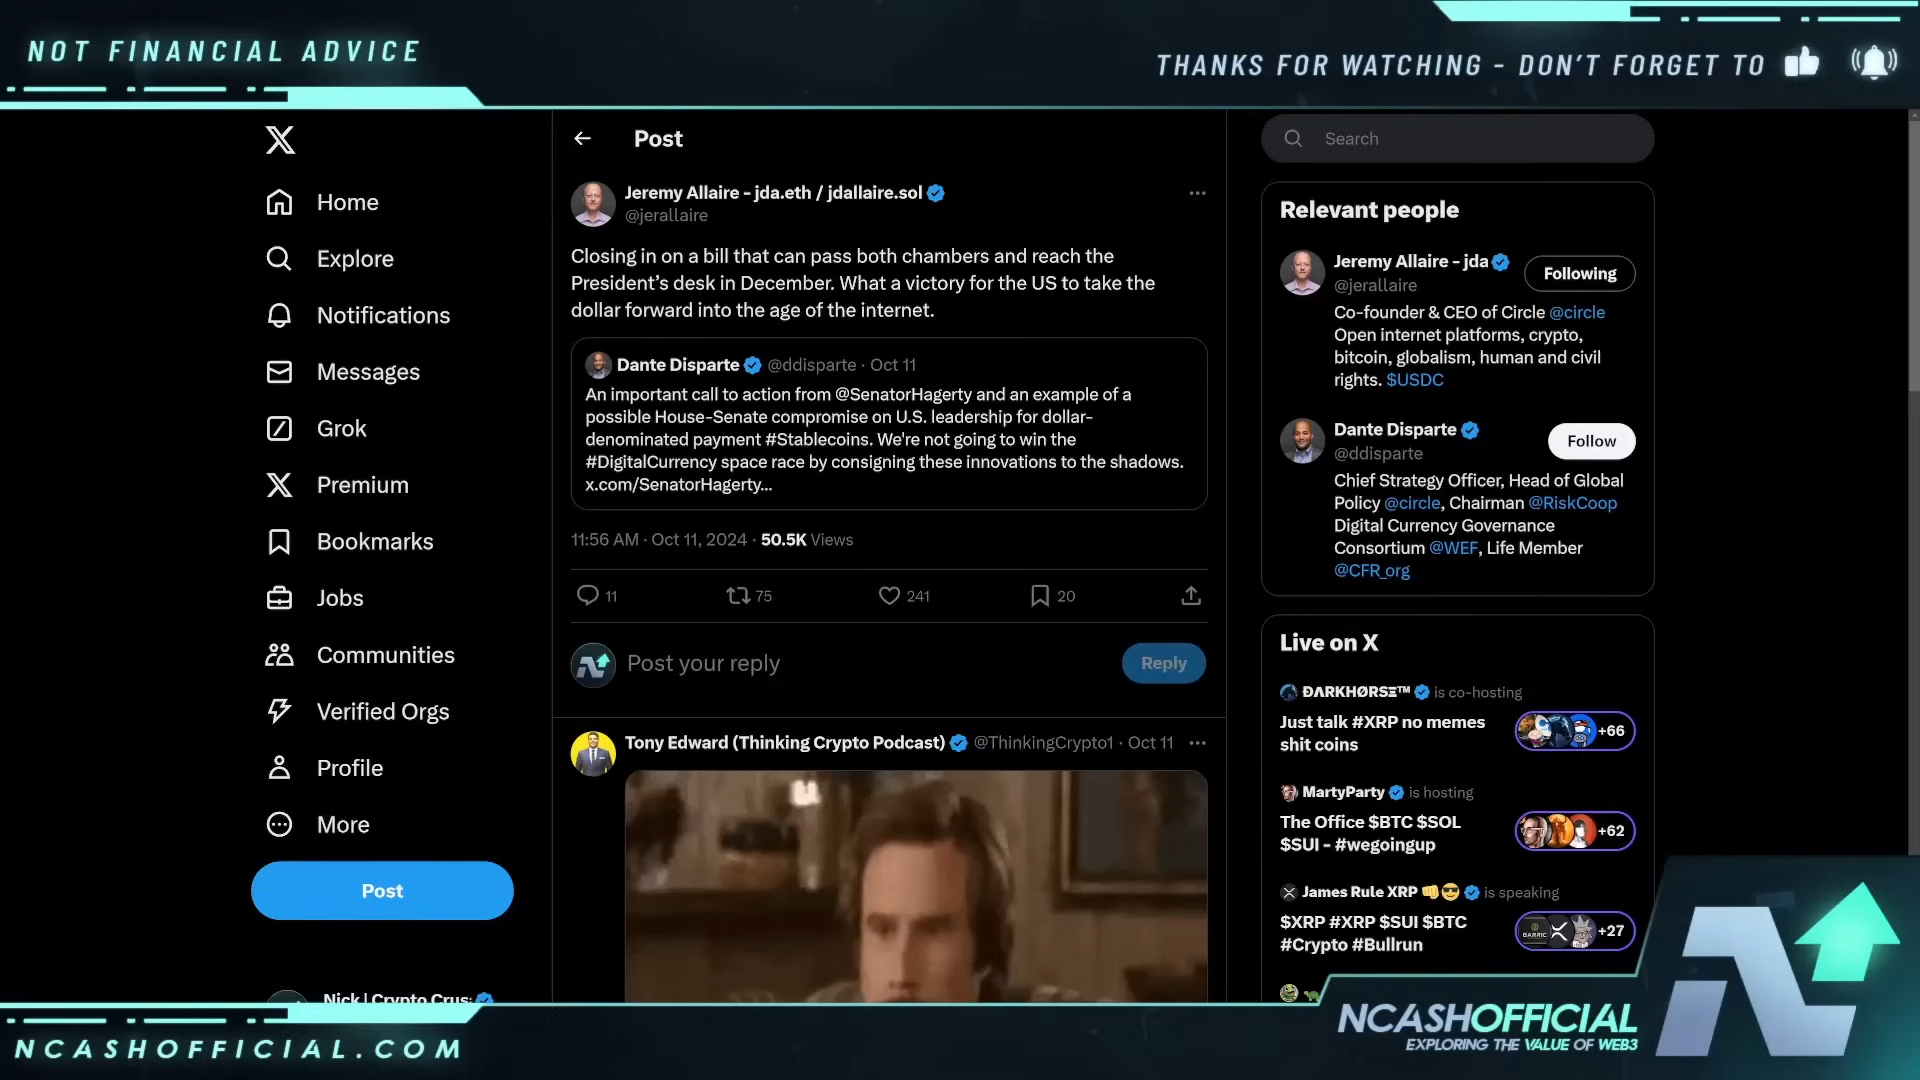 NOT FINANCIAL ADVICE
THANKS FOR WATCHING - DON'T FORGET TO
Home
Explore
Notifications
Messages
Grok
Premium
Bookmarks
Jobs
Communities
Verified Orgs
Profile
More
Post
Nick | Crypto Crus
Post
Jeremy Allaire - jda.eth / jdallaire.sol
@jerallaire
Closing in on a bill that can pass both chambers and reach the
President's desk in December. What a victory for the US to take the
dollar forward into the age of the internet.
Dante Disparte @ddisparte · Oct 11
An important call to action from @SenatorHagerty and an example of a
possible House-Senate compromise on U.S. leadership for dollar-
denominated payment #Stablecoins. We're not going to win the
#DigitalCurrency space race by consigning these innovations to the shadows.
x.com/SenatorHagerty...
11:56 AM · Oct 11, 2024 · 50.5K Views
11 75 241 20
Post your reply
Reply
Tony Edward (Thinking Crypto Podcast) @ThinkingCrypto1 · Oct 11
Search
Relevant people
Jeremy Allaire - jda
Following
@jerallaire
Co-founder & CEO of Circle @circle
Open internet platforms, crypto,
bitcoin, globalism, human and civil
rights. $USDC
Dante Disparte
Follow
@ddisparte
Chief Strategy Officer, Head of Global
Policy @circle, Chairman @RiskCoop
Digital Currency Governance
Consortium @WEF, Life Member
@CFR_org
Live on X
ÐΛRKHØRSΞ™ is co-hosting
Just talk #XRP no memes
shit coins
+66
MartyParty is hosting
The Office $BTC $SOL
$SUI - #wegoingup
+62
James Rule XRP 👊😎 is speaking
$XRP #XRP $SUI $BTC
#Crypto #Bullrun
+27
NCASHOFFICIAL.COM
NCASHOFFICIAL
EXPLORING THE VALUE OF WEB3